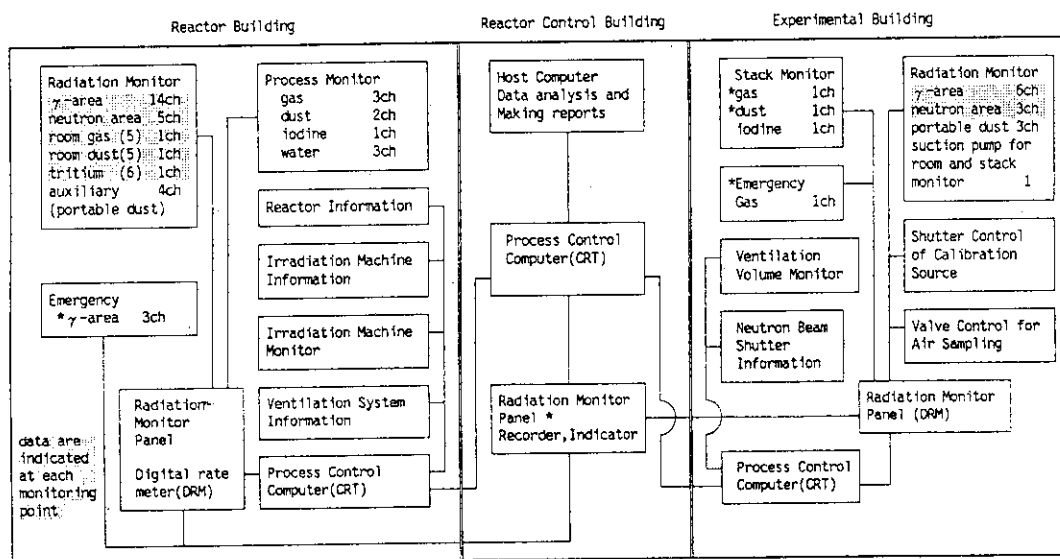 Reactor Building
Reactor Control Building
Experimental Building
Radiation Monitor
γ-area 14ch
neutron area 5ch
room gas (5) 1ch
room dust(5) 1ch
tritium (6) 1ch
auxiliary 4ch
(portable dust)
Emergency
*γ-area 3ch
data are
indicated
at each
monitoring
point
Radiation
Monitor
Panel
Digital rate
meter(DRM)
Process Monitor
gas 3ch
dust 2ch
iodine 1ch
water 3ch
Reactor Information
Irradiation Machine
Information
Irradiation Machine
Monitor
Ventilation System
Information
Process Control
Computer(CRT)
Host Computer
Data analysis and
Making reports
Process Control
Computer(CRT)
Radiation Monitor
Panel *
Recorder,Indicator
Stack Monitor
*gas 1ch
*dust 1ch
iodine 1ch
*Emergency
Gas 1ch
Ventilation
Volume Monitor
Neutron Beam
Shutter
Information
Process Control
Computer(CRT)
Radiation Monitor
γ-area 6ch
neutron area 3ch
portable dust 3ch
suction pump for
room and stack
monitor 1
Shutter Control
of Calibration
Source
Valve Control for
Air Sampling
Radiation Monitor
Panel (DRM)